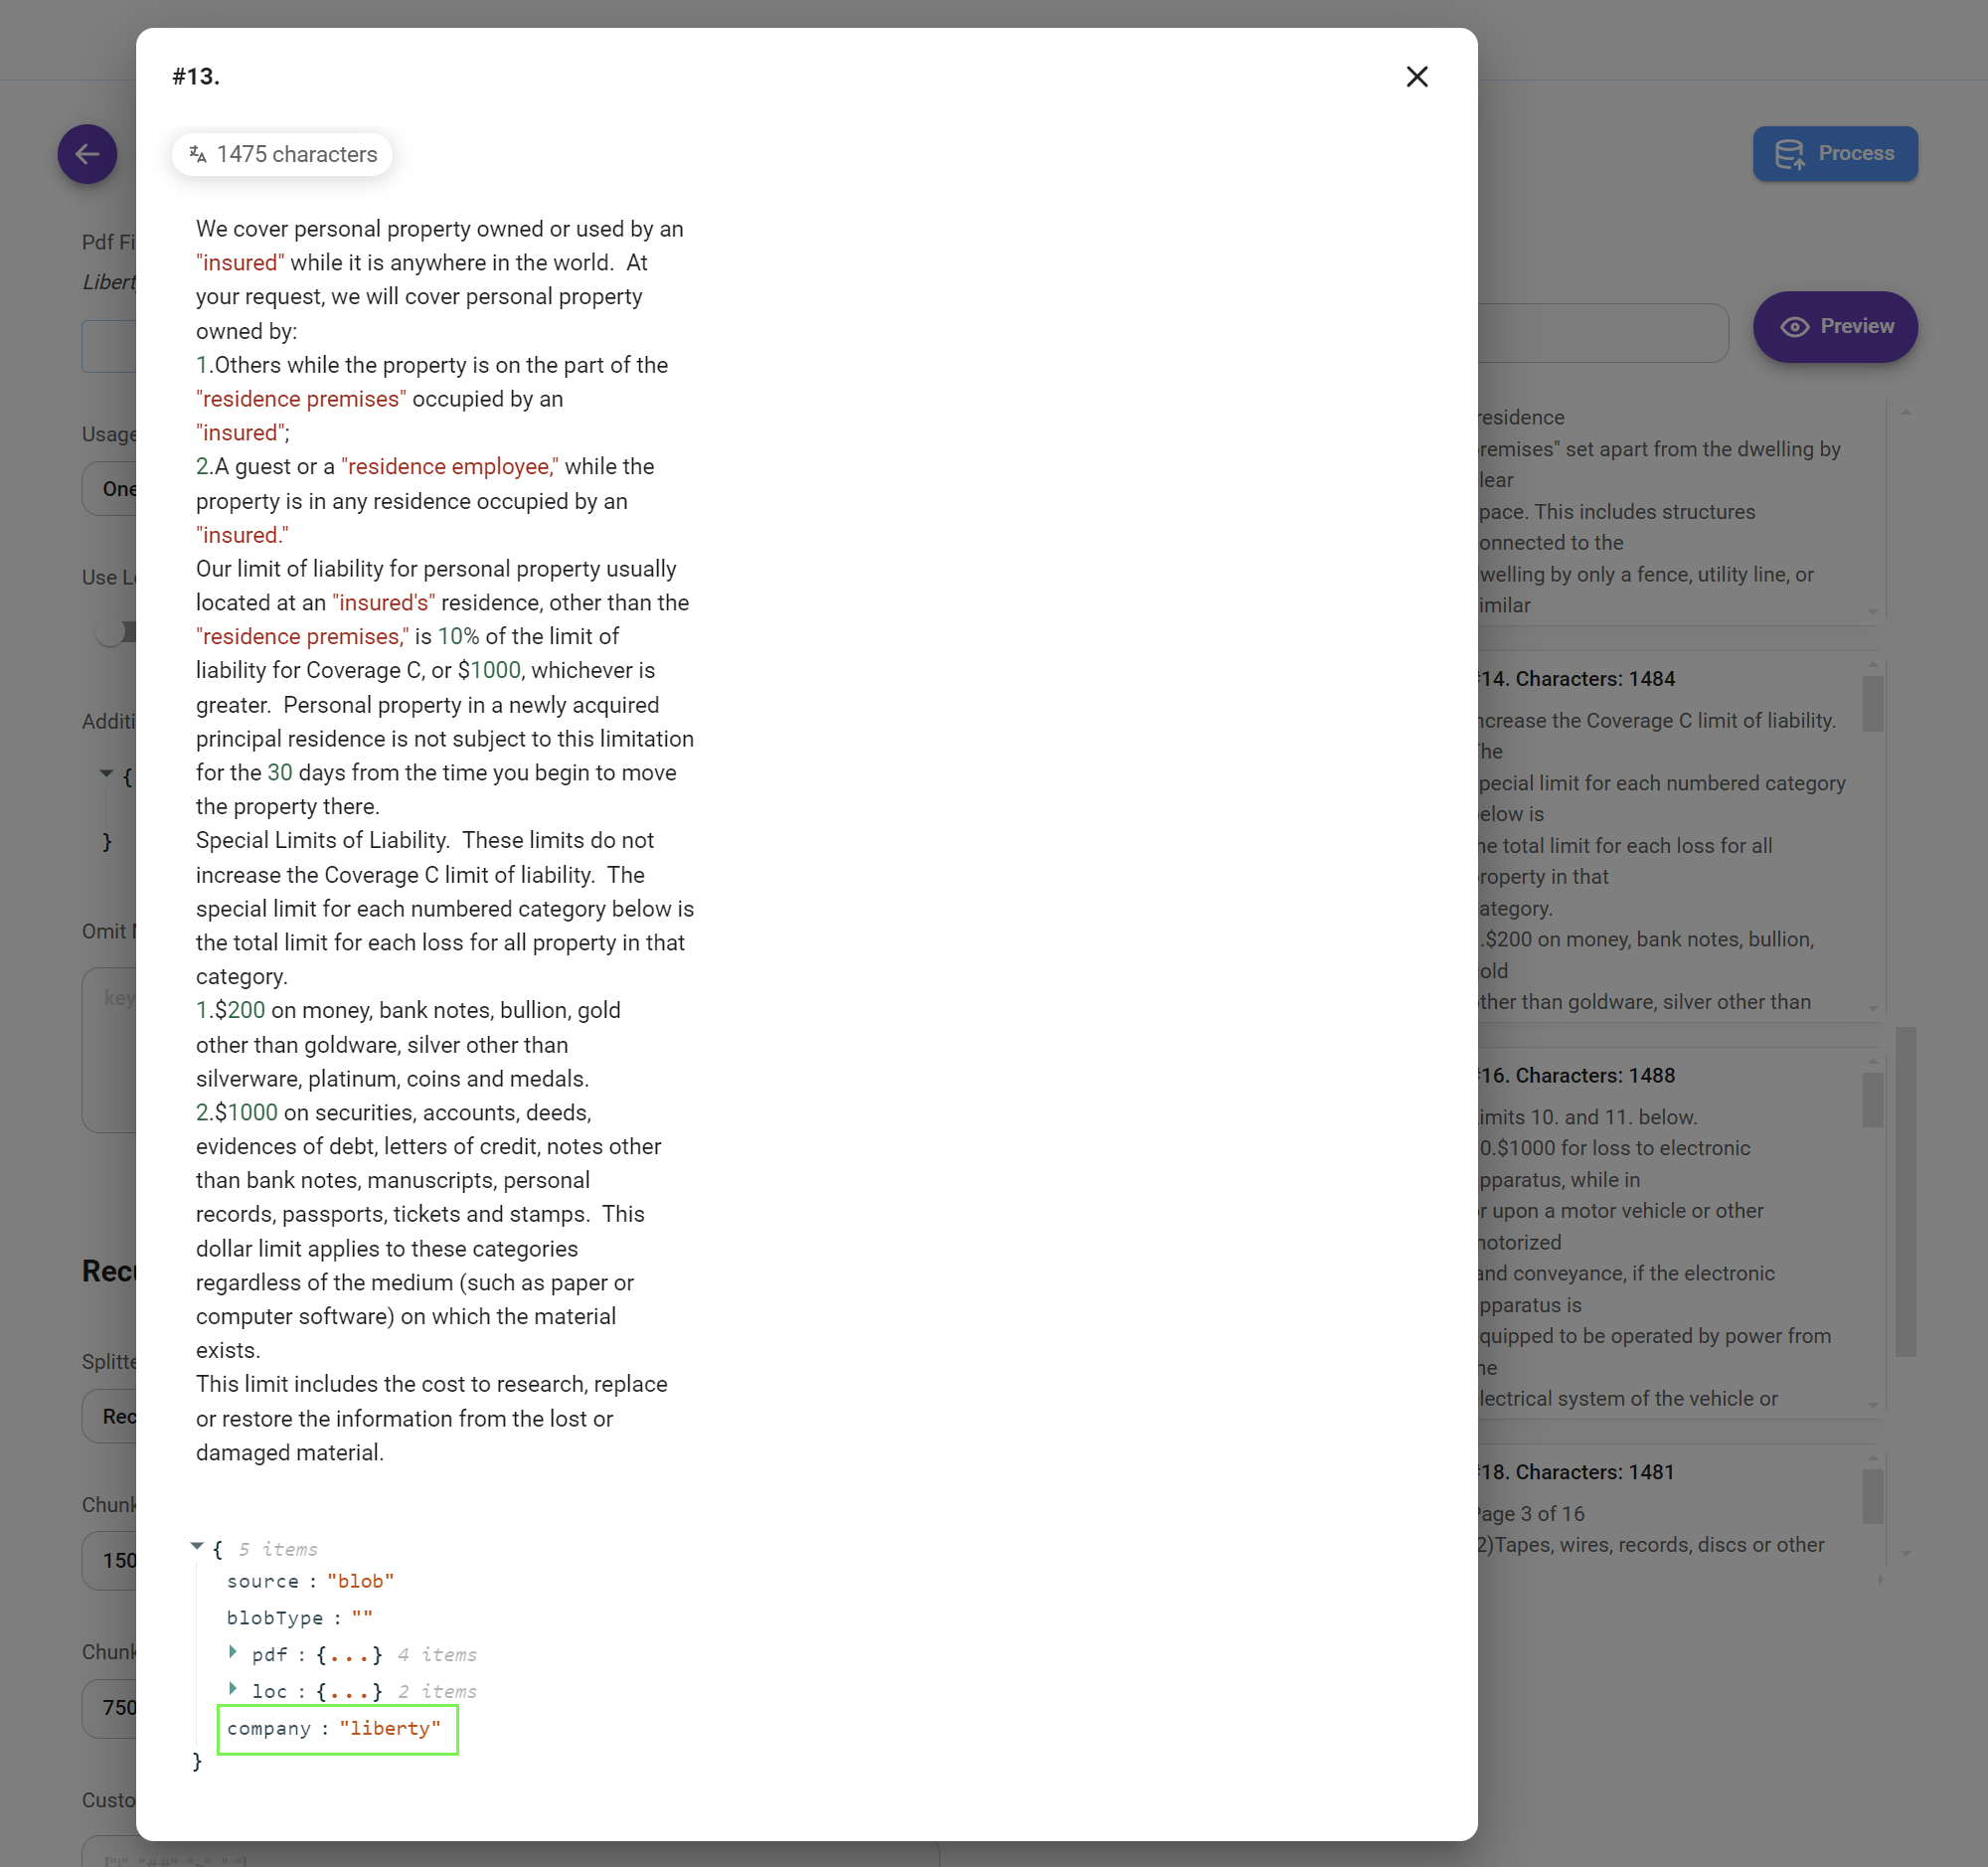 #13.
1475 characters
Process
Pdf Fi
Libert
Preview
We cover personal property owned or used by an
"insured" while it is anywhere in the world.  At
your request, we will cover personal property
owned by:
1.Others while the property is on the part of the
"residence premises" occupied by an
"insured";
2.A guest or a "residence employee," while the
property is in any residence occupied by an
"insured."
Our limit of liability for personal property usually
located at an "insured's" residence, other than the
"residence premises," is 10% of the limit of
liability for Coverage C, or $1000, whichever is
greater.  Personal property in a newly acquired
principal residence is not subject to this limitation
for the 30 days from the time you begin to move
the property there.
Special Limits of Liability.  These limits do not
increase the Coverage C limit of liability.  The
special limit for each numbered category below is
the total limit for each loss for all property in that
category.
1.$200 on money, bank notes, bullion, gold
other than goldware, silver other than
silverware, platinum, coins and medals.
2.$1000 on securities, accounts, deeds,
evidences of debt, letters of credit, notes other
than bank notes, manuscripts, personal
records, passports, tickets and stamps.  This
dollar limit applies to these categories
regardless of the medium (such as paper or
computer software) on which the material
exists.
This limit includes the cost to research, replace
or restore the information from the lost or
damaged material.
{ 5 items
source : "blob"
blobType : ""
pdf : {...} 4 items
loc : {...} 2 items
company : "liberty"
}
Usage
One
Use L
Additi
{
}
Omit
key
Recu
Splitte
Rec
Chunk
150
Chunk
750
Custo
residence
remises" set apart from the dwelling by
lear
pace. This includes structures
onnected to the
welling by only a fence, utility line, or
imilar
#14. Characters: 1484
ncrease the Coverage C limit of liability.
he
pecial limit for each numbered category
elow is
he total limit for each loss for all
roperty in that
ategory.
.$200 on money, bank notes, bullion,
old
ther than goldware, silver other than
#16. Characters: 1488
imits 10. and 11. below.
0.$1000 for loss to electronic
pparatus, while in
r upon a motor vehicle or other
motorized
and conveyance, if the electronic
pparatus is
quipped to be operated by power from
he
lectrical system of the vehicle or
#18. Characters: 1481
Page 3 of 16
2)Tapes, wires, records, discs or other